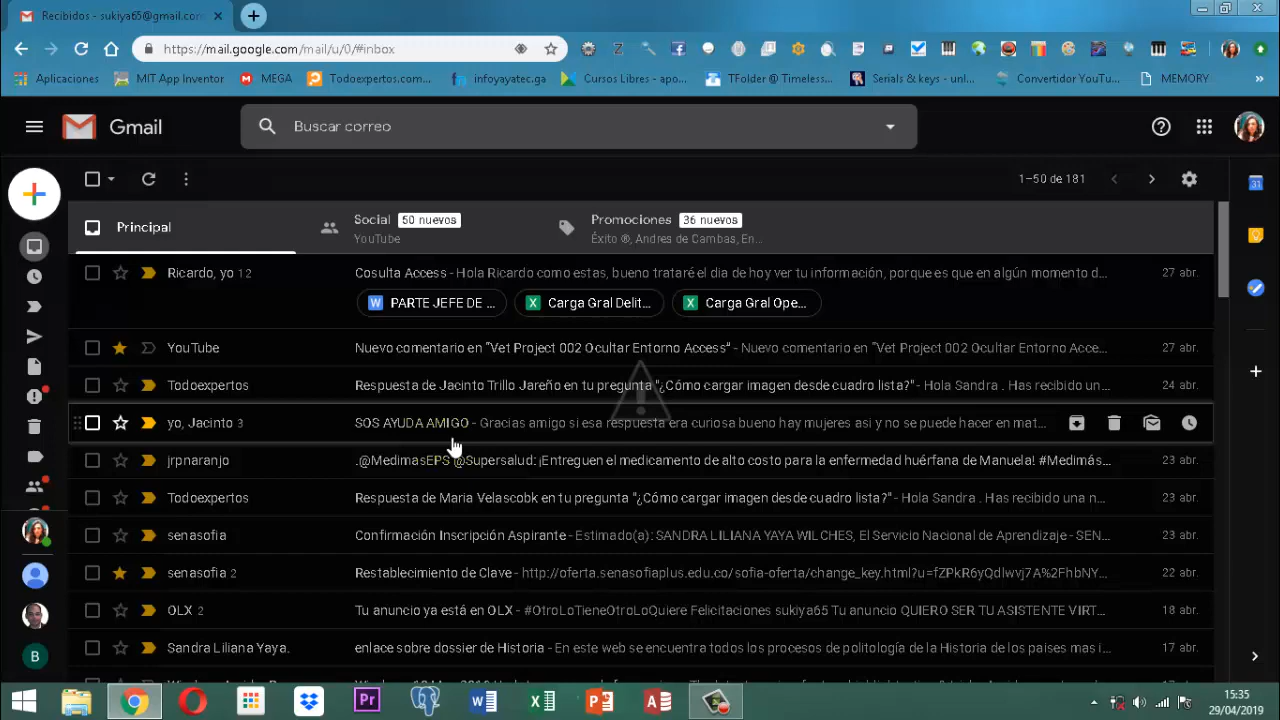 Recibidos - sukiya65@gmail.com
https://mail.google.com/mail/u/0/#inbox
Aplicaciones MIT App Inventor MEGA Todoexpertos.com... infoyayatec.ga Cursos Libres - apo... TFolder @ Timeless... Serials & keys - unl... Convertidor YouTu... MEMORY »
Gmail Buscar correo
1–50 de 181
31
Principal Social 50 nuevos Promociones 36 nuevos
YouTube Éxito ®, Andres de Cambas, En...
Ricardo, yo 12 Cosulta Access - Hola Ricardo como estas, bueno trataré el dia de hoy ver tu información, porque es que en algún momento d... 27 abr.
W PARTE JEFE DE ... X Carga Gral Delit... X Carga Gral Ope...
YouTube Nuevo comentario en "Vet Project 002 Ocultar Entorno Access" - Nuevo comentario en "Vet Project 002 Ocultar Entorno Acce... 27 abr.
Todoexpertos Respuesta de Jacinto Trillo Jareño en tu pregunta "¿Cómo cargar imagen desde cuadro lista?" - Hola Sandra . Has recibido un... 24 abr.
yo, Jacinto 3 SOS AYUDA AMIGO - Gracias amigo si esa respuesta era curiosa bueno hay mujeres asi y no se puede hacer en mat...
jrpnaranjo .@MedimasEPS @Supersalud: ¡Entreguen el medicamento de alto costo para la enfermedad huérfana de Manuela! #Medimás... 23 abr.
Todoexpertos Respuesta de Maria Velascobk en tu pregunta "¿Cómo cargar imagen desde cuadro lista?" - Hola Sandra . Has recibido una n... 23 abr.
senasofia Confirmación Inscripción Aspirante - Estimado(a): SANDRA LILIANA YAYA WILCHES, El Servicio Nacional de Aprendizaje - SEN... 23 abr.
senasofia 2 Restablecimiento de Clave - http://oferta.senasofiaplus.edu.co/sofia-oferta/change_key.html?u=fZPkR6yQdlwvj7A%2FhbNY... 22 abr.
OLX 2 Tu anuncio ya está en OLX - #OtroLoTieneOtroLoQuiere Felicitaciones sukiya65 Tu anuncio QUIERO SER TU ASISTENTE VIRT... 18 abr.
Sandra Liliana Yaya. enlace sobre dossier de Historia - En este web se encuentra todos los procesos de politología de la Historia de los paises mas i... 17 abr.
B
Pr W X P A 15:35
29/04/2019